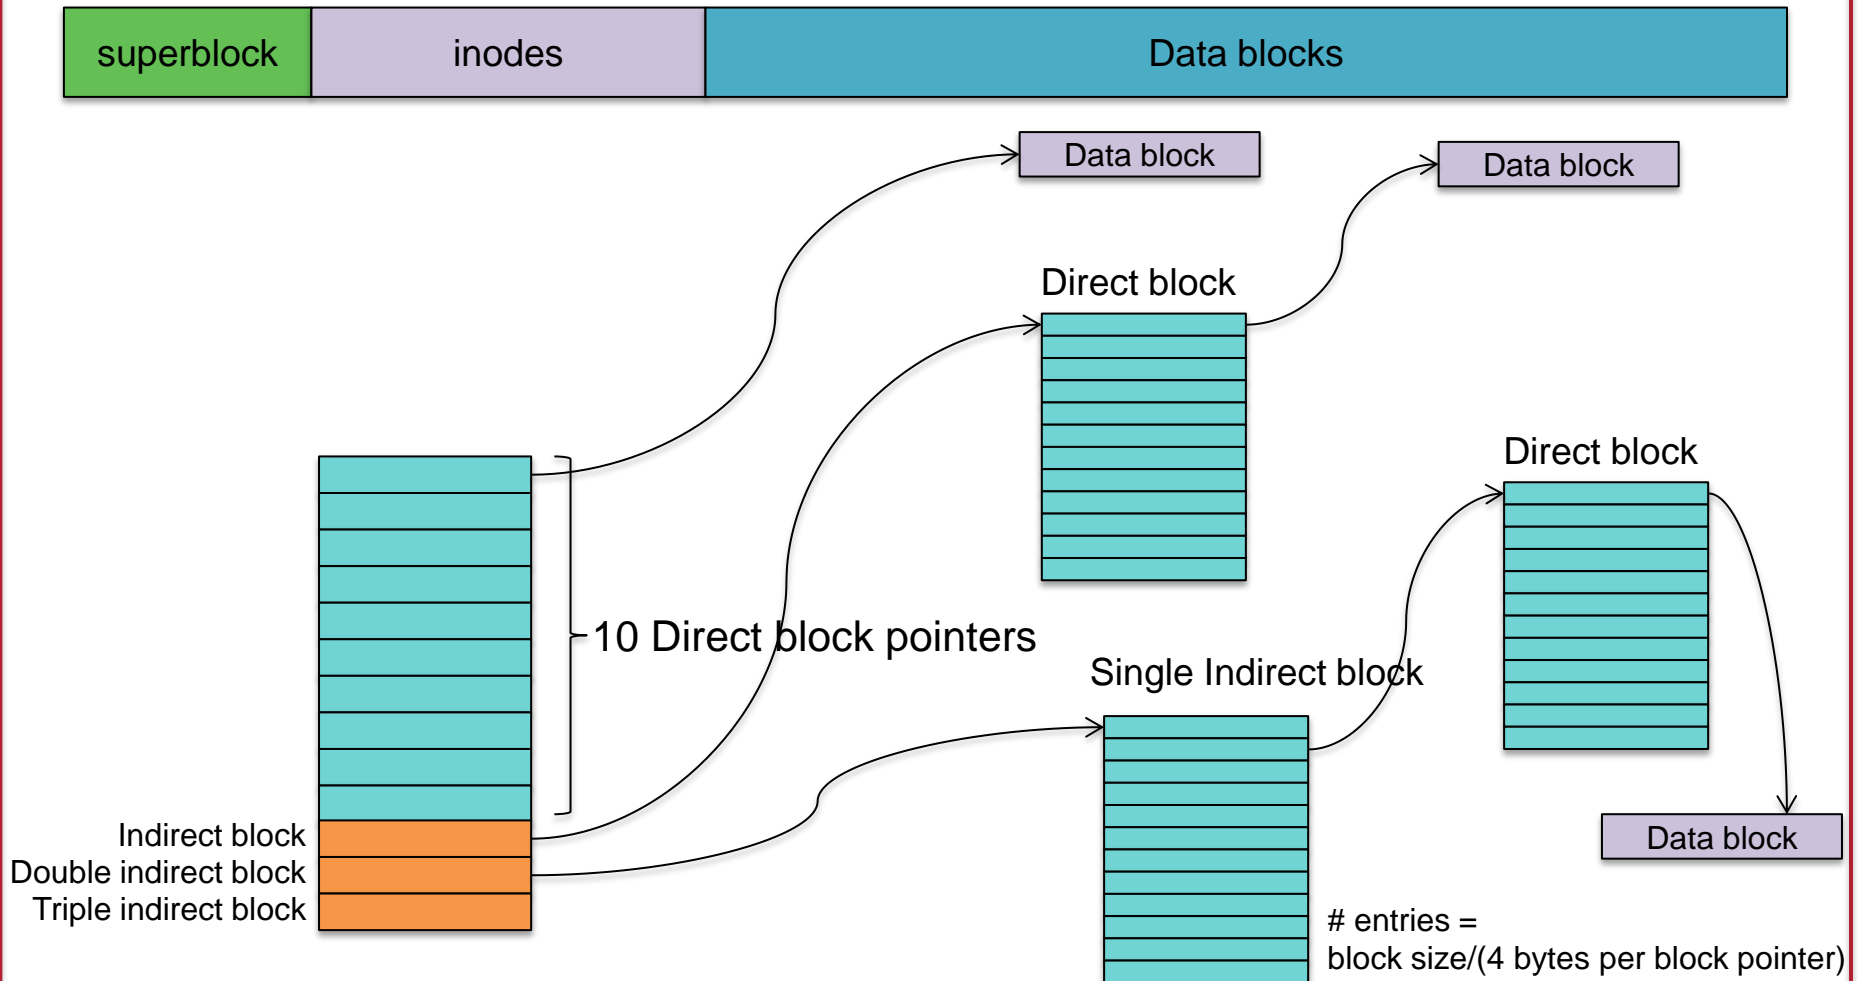 superblock
inodes
Data blocks
Data block
Data block
Direct block
Direct block
10 Direct block pointers
Single Indirect block
Indirect block
Double indirect block
Triple indirect block
Data block
# entries =
block size/(4 bytes per block pointer)